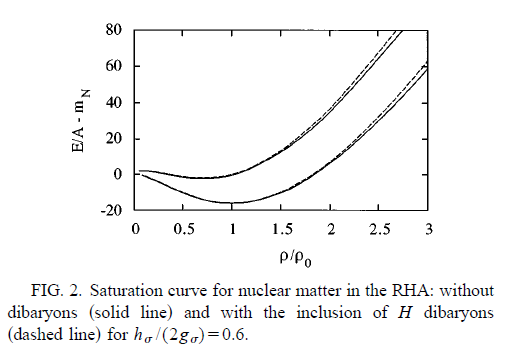 80
60
40
20
0
-20
E/A - m_N
0 0.5 1 1.5 2 2.5 3
ρ/ρ₀
FIG. 2. Saturation curve for nuclear matter in the RHA: without
dibaryons (solid line) and with the inclusion of H dibaryons
(dashed line) for h_σ/(2g_σ)=0.6.